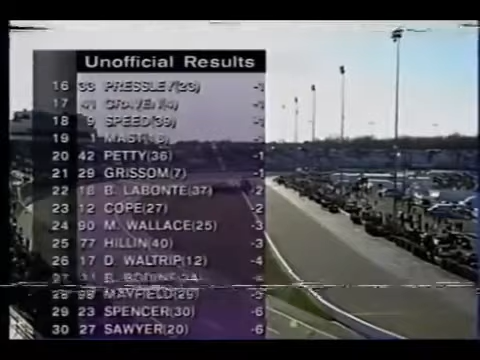 Unofficial Results
16 33 PRESSLEY(23) -1
17 41 CRAVEN(4) -1
18 9 SPEED(39) -1
19 1 MAST(8) -1
20 42 PETTY(36) -1
21 29 GRISSOM(7) -1
22 18 B. LABONTE(37) -2
23 12 COPE(27) -2
24 90 M. WALLACE(25) -3
25 77 HILLIN(40) -3
26 17 D. WALTRIP(12) -4
27 B. BODINE
28 98 MAYFIELD(29) -5
29 23 SPENCER(30) -6
30 27 SAWYER(20) -6